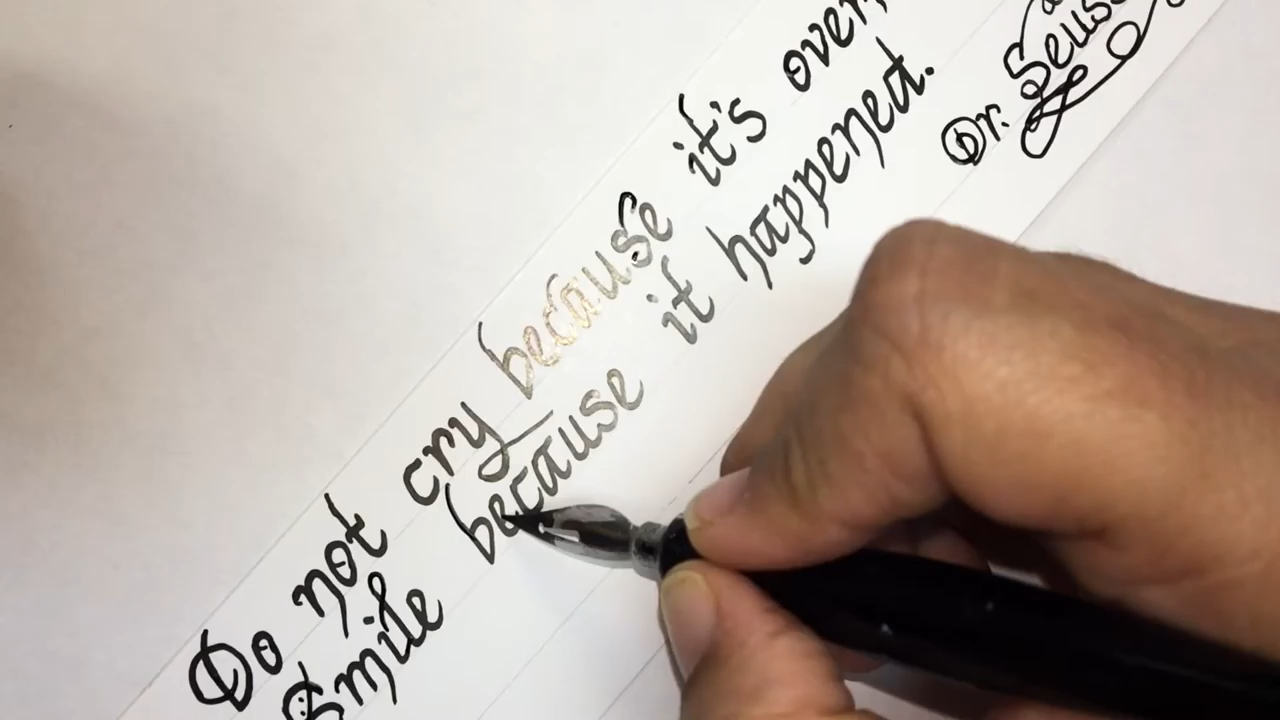 Do not cry because it's over,
Smile because it happened.
Dr. Seuss